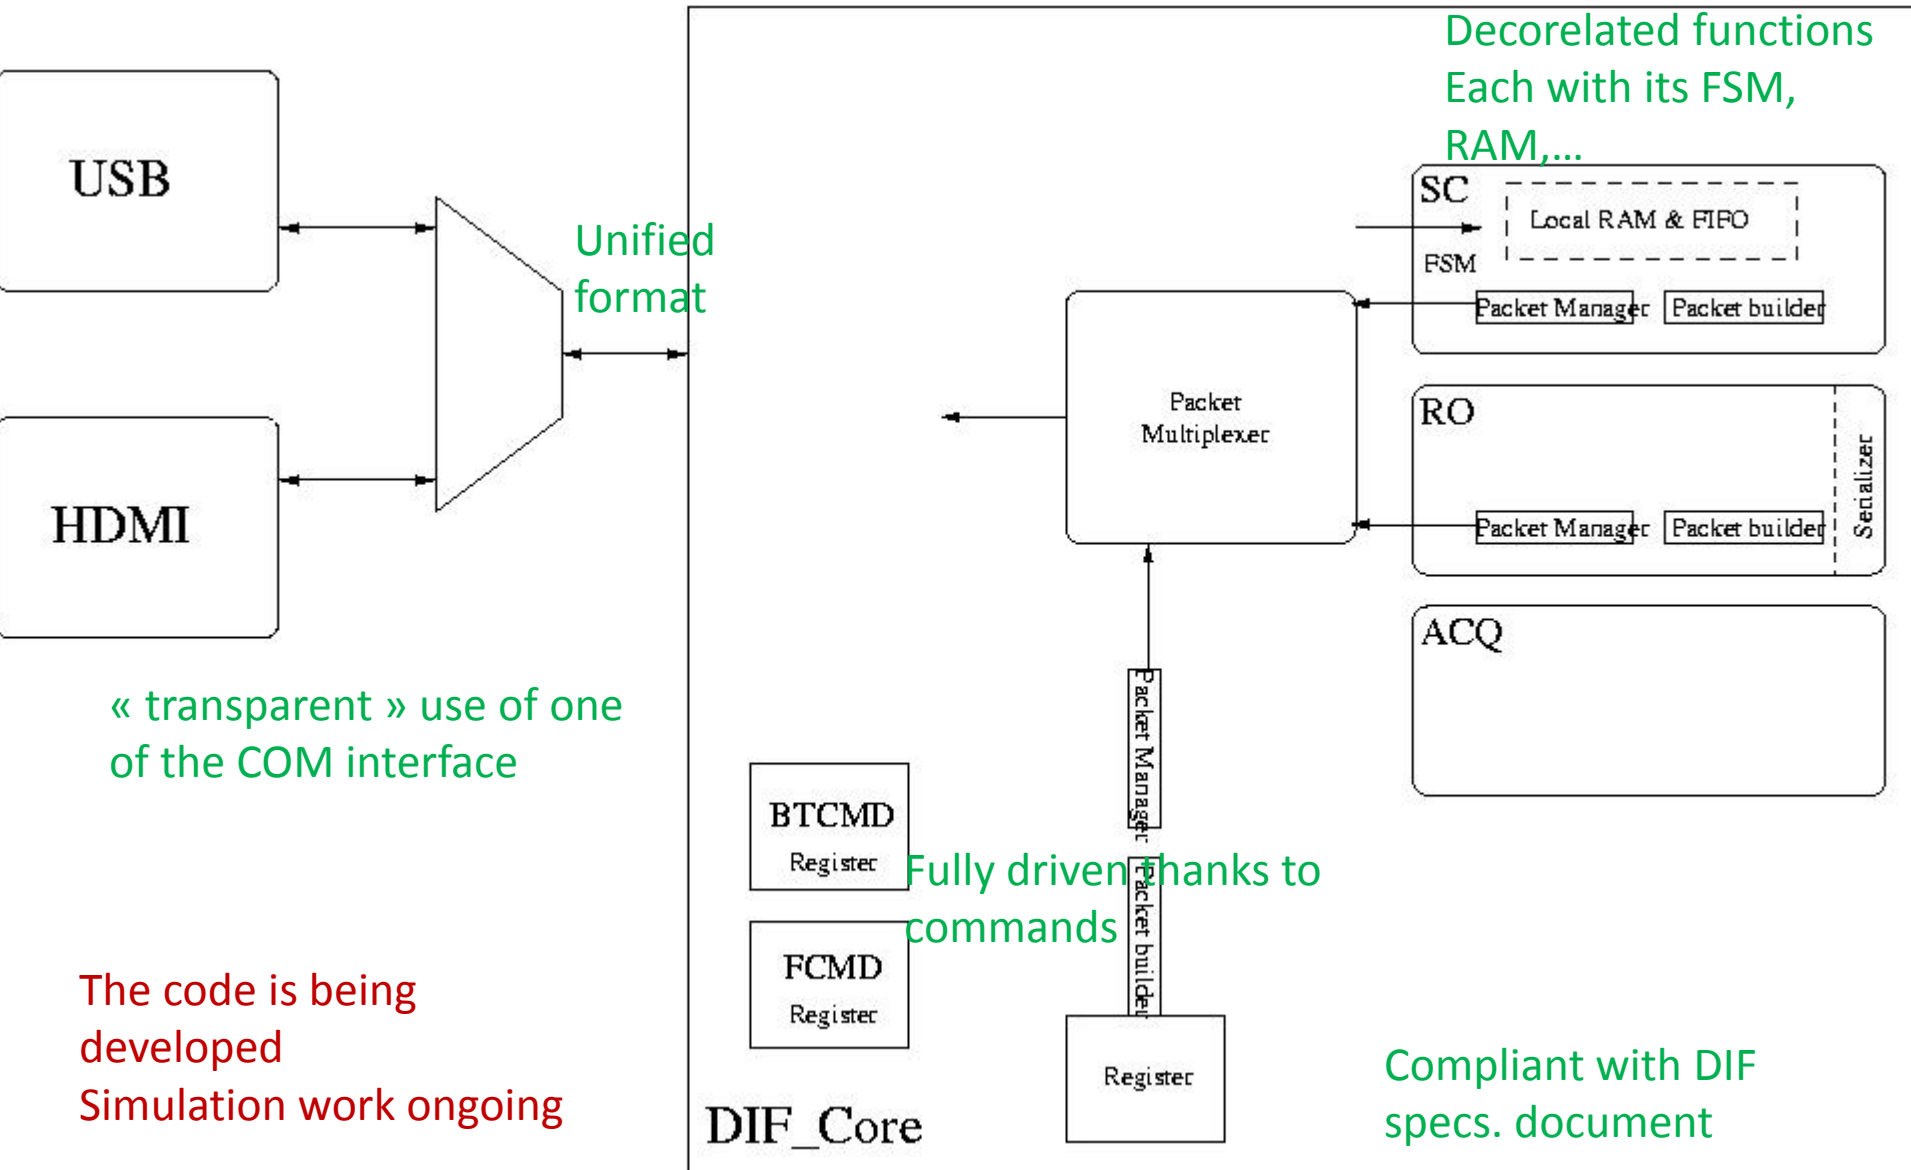 Decorelated functions
Each with its FSM,
RAM,...
USB
SC
Local RAM & FIFO
FSM
Packet Manager
Packet builder
Unified
format
Packet
Multiplexer
RO
Serializer
Packet Manager
Packet builder
HDMI
ACQ
« transparent » use of one
of the COM interface
Packet Manager
BTCMD
Register
Fully driven thanks to
commands
Packet builder
FCMD
Register
The code is being
developed
Simulation work ongoing
Register
DIF_Core
Compliant with DIF
specs. document